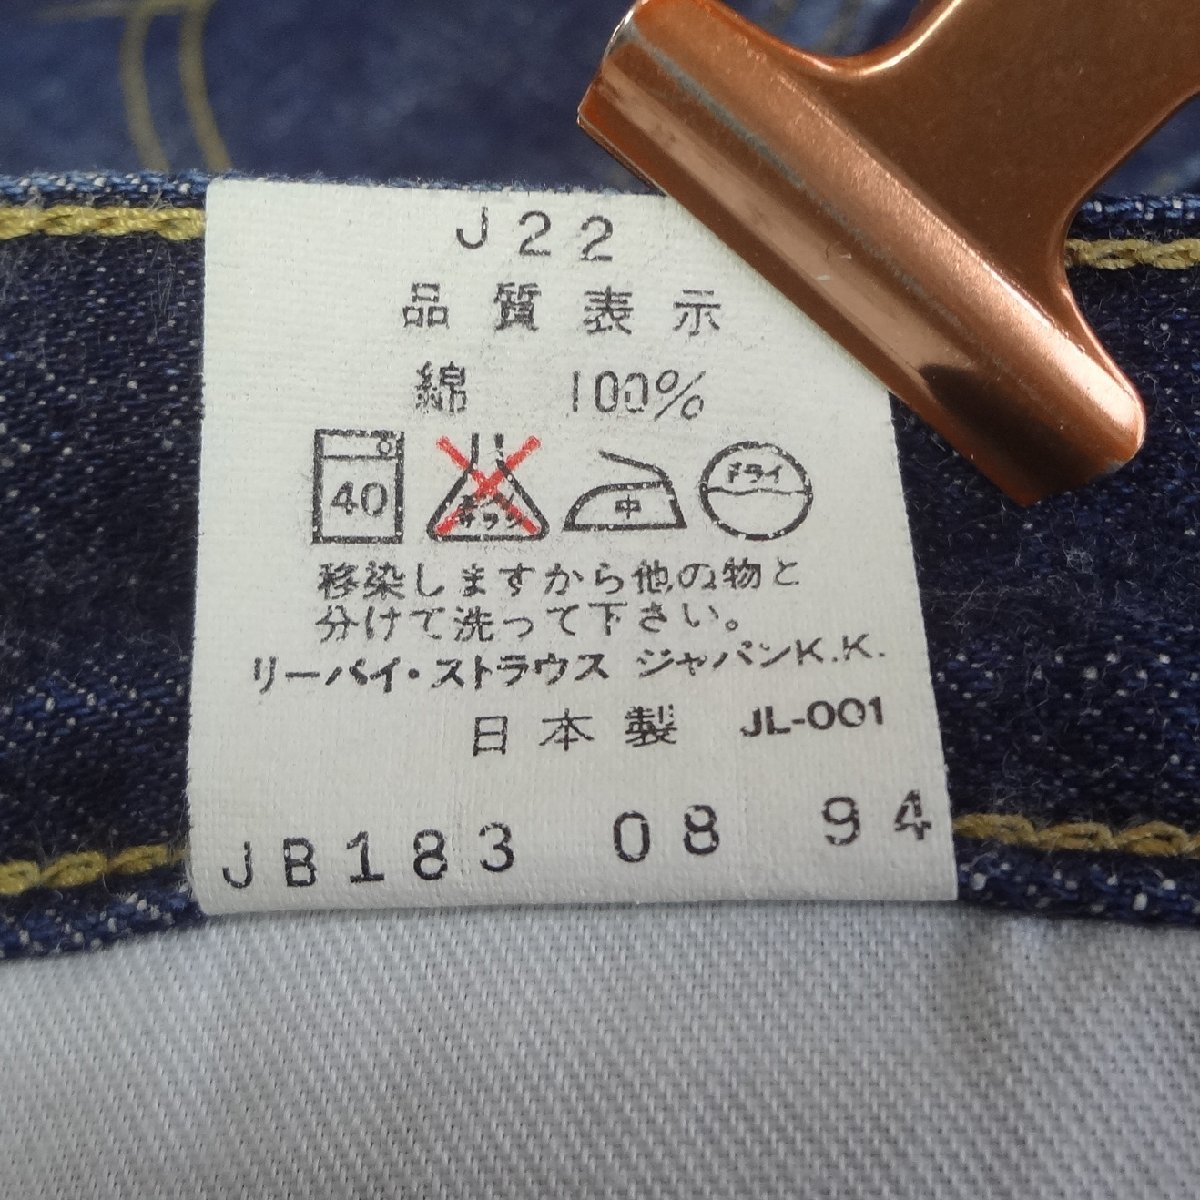 J22
品質表示
綿 100%
40 中 ドライ
移染しますから他の物と
分けて洗って下さい。
リーバイ・ストラウス ジャパンK.K.
日本製 JL-001
JB183 08 94